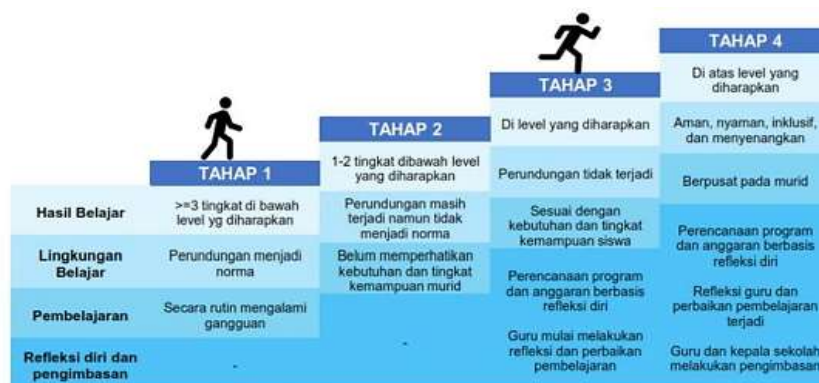 TAHAP 4
Di atas level yang
diharapkan
Aman, nyaman, inklusif,
dan menyenangkan
Berpusat pada murid
Perencanaan program
dan anggaran berbasis
refleksi diri
Refleksi guru dan
perbaikan pembelajaran
terjadi
Guru dan kepala sekolah
melakukan pengimbasan
TAHAP 3
Di level yang diharapkan
Perundungan tidak terjadi
Sesuai dengan
kebutuhan dan tingkat
kemampuan siswa
Perencanaan program
dan anggaran berbasis
refleksi diri
Guru mulai melakukan
refleksi dan perbaikan
pembelajaran
TAHAP 2
1-2 tingkat dibawah level
yang diharapkan
Perundungan masih
terjadi namun tidak
menjadi norma
Belum memperhatikan
kebutuhan dan tingkat
kemampuan murid
-
TAHAP 1
>=3 tingkat di bawah
level yg diharapkan
Perundungan menjadi
norma
Secara rutin mengalami
gangguan
-
Hasil Belajar
Lingkungan
Belajar
Pembelajaran
Refleksi diri dan
pengimbasan